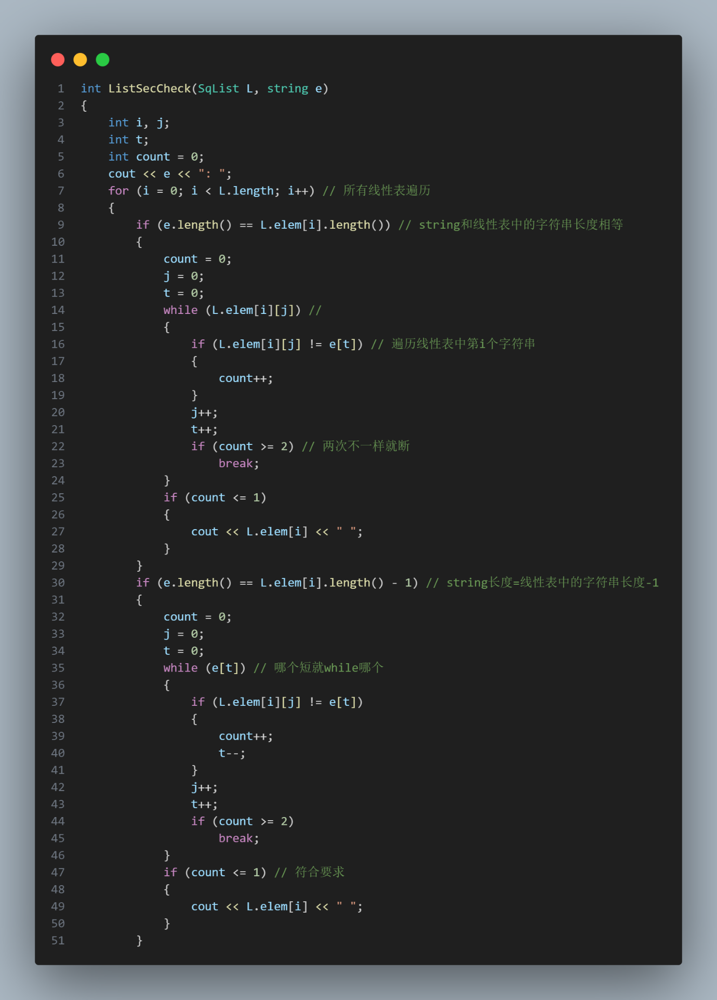 1 int ListSecCheck(SqList L, string e)
2 {
3     int i, j;
4     int t;
5     int count = 0;
6     cout << e << ": ";
7     for (i = 0; i < L.length; i++) // 所有线性表遍历
8     {
9         if (e.length() == L.elem[i].length()) // string和线性表中的字符串长度相等
10         {
11             count = 0;
12             j = 0;
13             t = 0;
14             while (L.elem[i][j]) //
15             {
16                 if (L.elem[i][j] != e[t]) // 遍历线性表中第i个字符串
17                 {
18                     count++;
19                 }
20                 j++;
21                 t++;
22                 if (count >= 2) // 两次不一样就断
23                     break;
24             }
25             if (count <= 1)
26             {
27                 cout << L.elem[i] << " ";
28             }
29         }
30         if (e.length() == L.elem[i].length() - 1) // string长度=线性表中的字符串长度-1
31         {
32             count = 0;
33             j = 0;
34             t = 0;
35             while (e[t]) // 哪个短就while哪个
36             {
37                 if (L.elem[i][j] != e[t])
38                 {
39                     count++;
40                     t--;
41                 }
42                 j++;
43                 t++;
44                 if (count >= 2)
45                     break;
46             }
47             if (count <= 1) // 符合要求
48             {
49                 cout << L.elem[i] << " ";
50             }
51         }